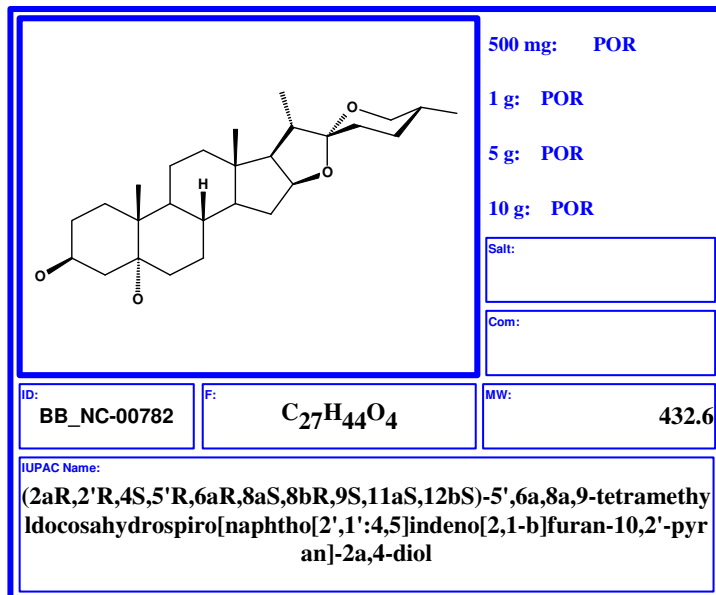 500 mg: POR
1 g: POR
5 g: POR
10 g: POR
O
O
H
O
O
Salt:
Com:
ID:
BB_NC-00782
F:
C27H44O4
MW:
432.6
IUPAC Name:
(2aR,2'R,4S,5'R,6aR,8aS,8bR,9S,11aS,12bS)-5',6a,8a,9-tetramethy
ldocosahydrospiro[naphtho[2',1':4,5]indeno[2,1-b]furan-10,2'-pyr
an]-2a,4-diol